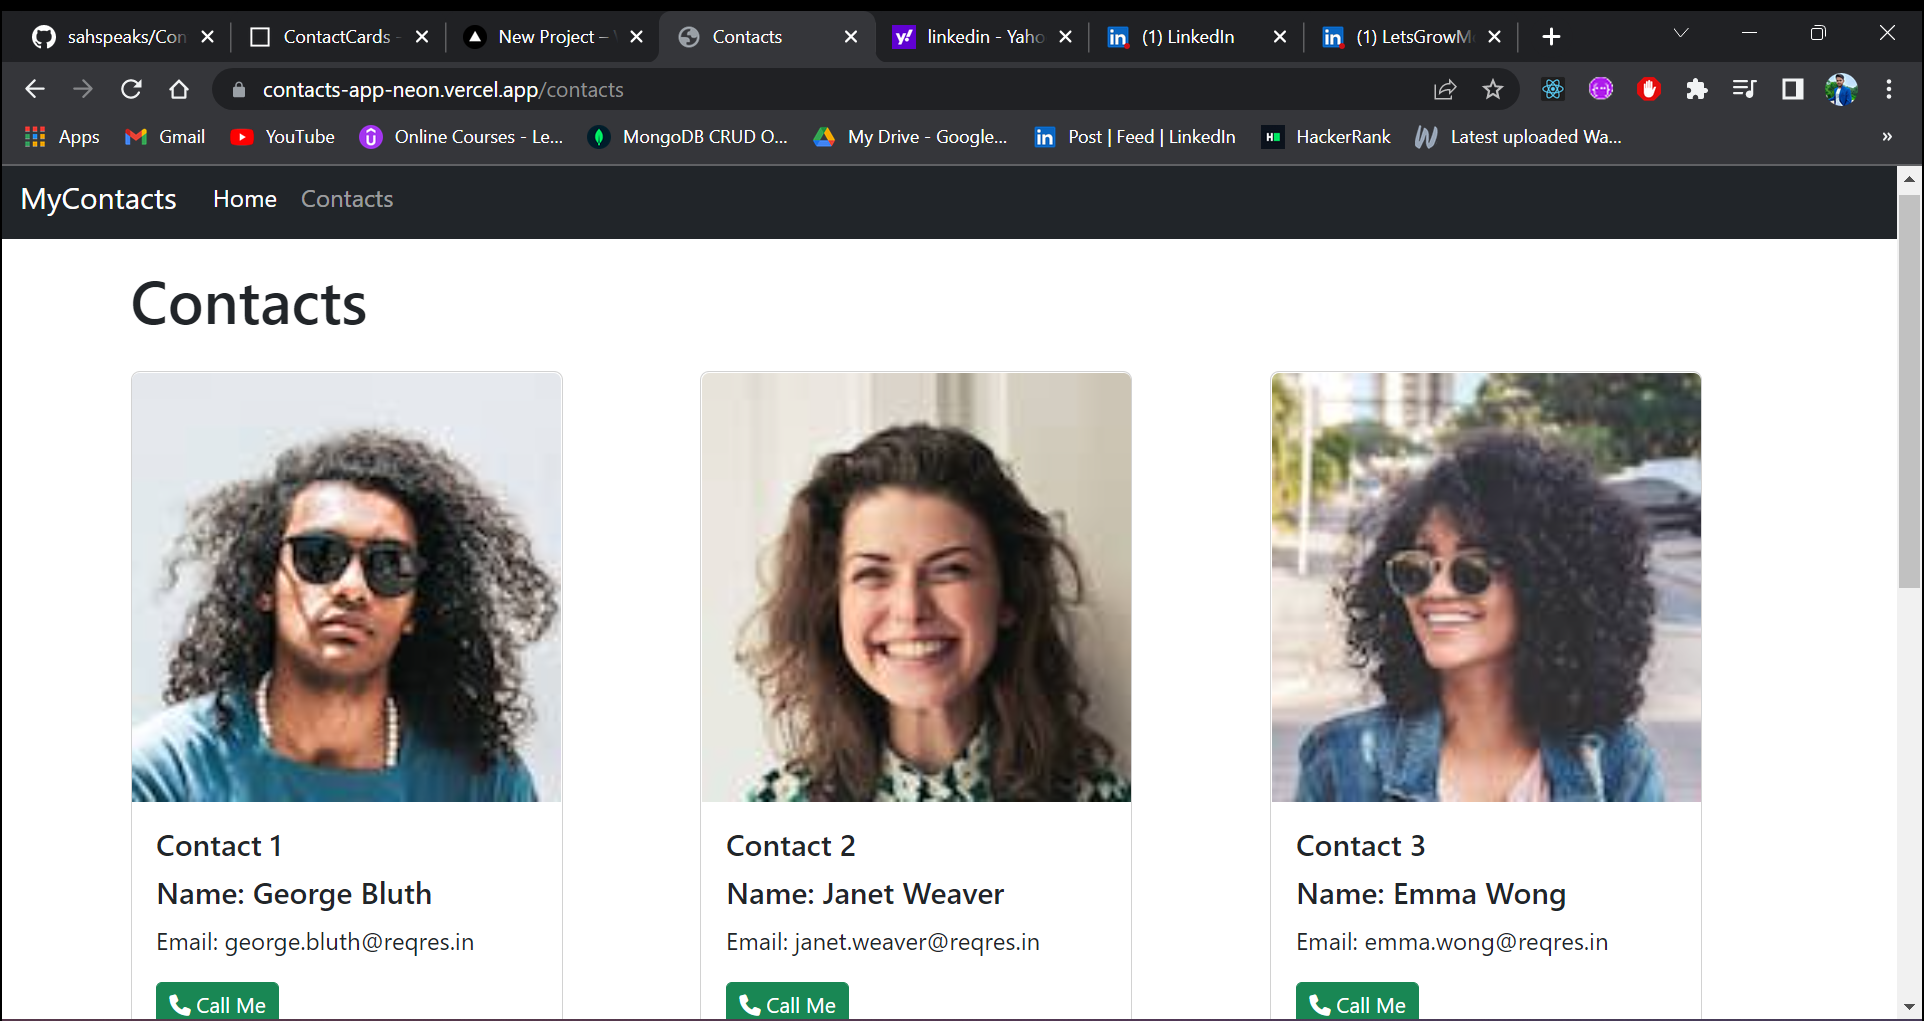 sahspeaks/Con
ContactCards -
New Project –
Contacts
linkedin - Yaho
(1) LinkedIn
(1) LetsGrowM
contacts-app-neon.vercel.app/contacts
Apps
Gmail
YouTube
Online Courses - Le...
MongoDB CRUD O...
My Drive - Google...
Post | Feed | LinkedIn
HackerRank
Latest uploaded Wa...
MyContacts
Home
Contacts
Contacts
Contact 1
Name: George Bluth
Email: george.bluth@reqres.in
Call Me
Contact 2
Name: Janet Weaver
Email: janet.weaver@reqres.in
Call Me
Contact 3
Name: Emma Wong
Email: emma.wong@reqres.in
Call Me